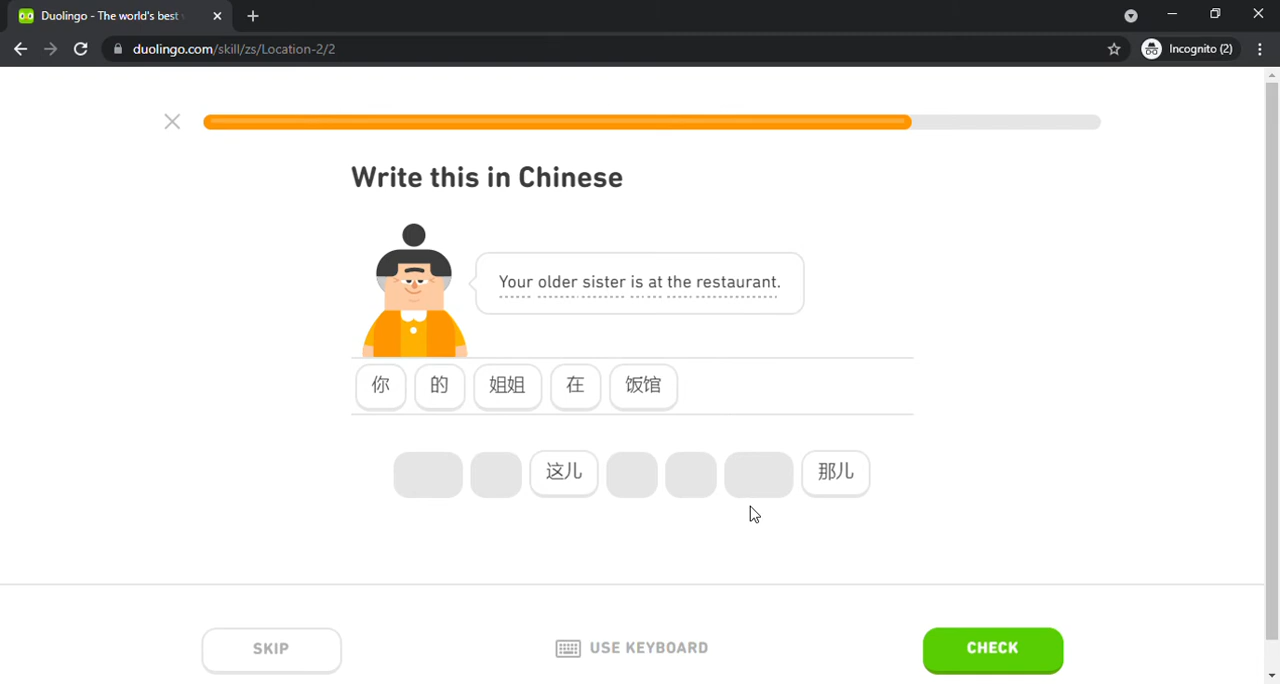 Duolingo - The world's best
duolingo.com/skill/zs/Location-2/2
Incognito (2)
Write this in Chinese
Your older sister is at the restaurant.
你 的 姐姐 在 饭馆
这儿 那儿
SKIP USE KEYBOARD CHECK